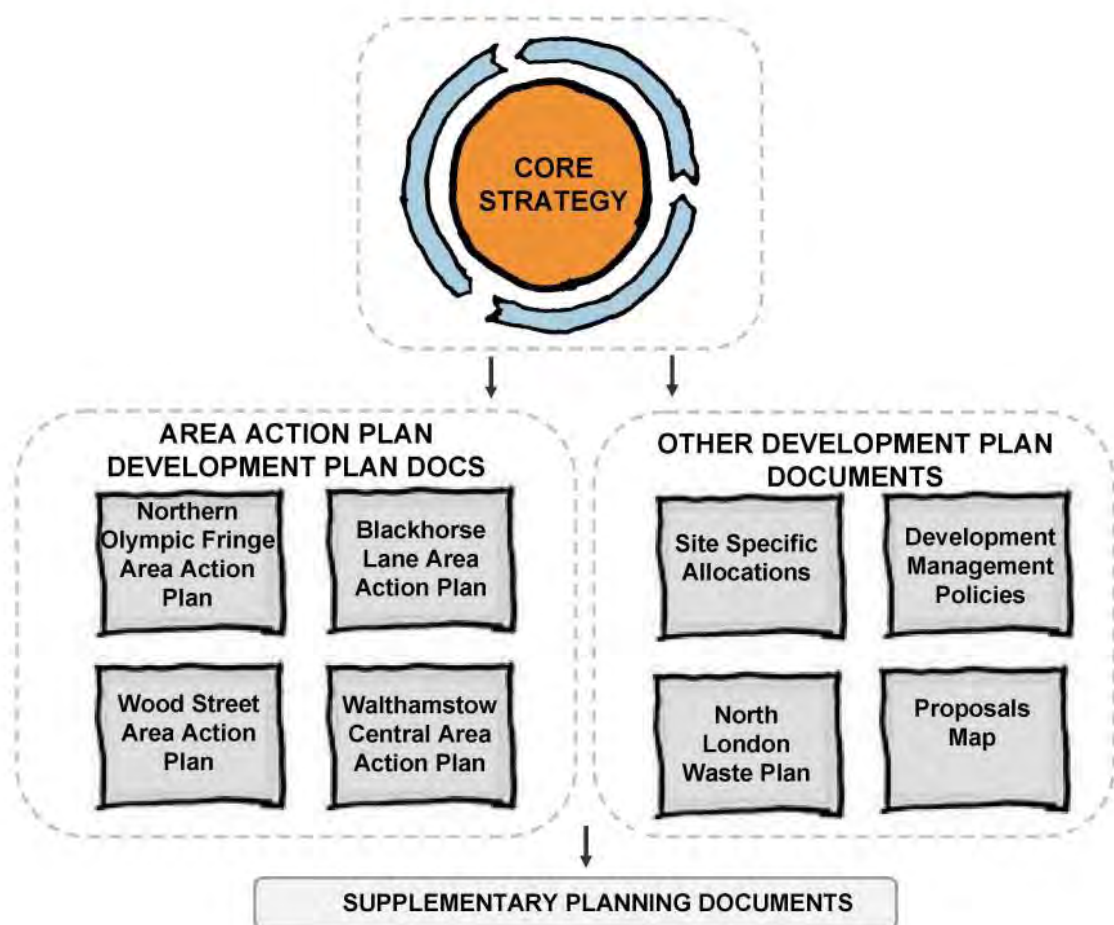 CORE
STRATEGY
AREA ACTION PLAN
DEVELOPMENT PLAN DOCS
Northern
Olympic Fringe
Area Action
Plan
Blackhorse
Lane Area
Action Plan
Wood Street
Area Action
Plan
Walthamstow
Central Area
Action Plan
OTHER DEVELOPMENT PLAN
DOCUMENTS
Site Specific
Allocations
Development
Management
Policies
North
London
Waste Plan
Proposals
Map
SUPPLEMENTARY PLANNING DOCUMENTS